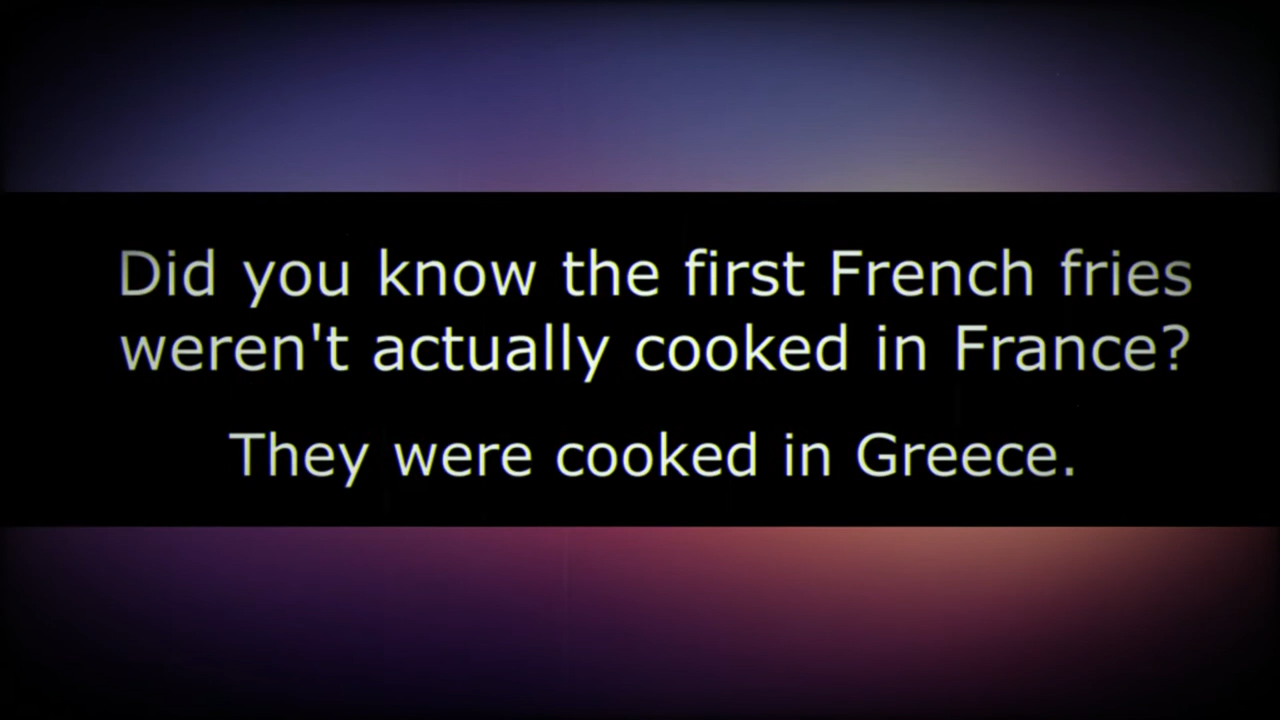 Did you know the first French fries
weren't actually cooked in France?
They were cooked in Greece.